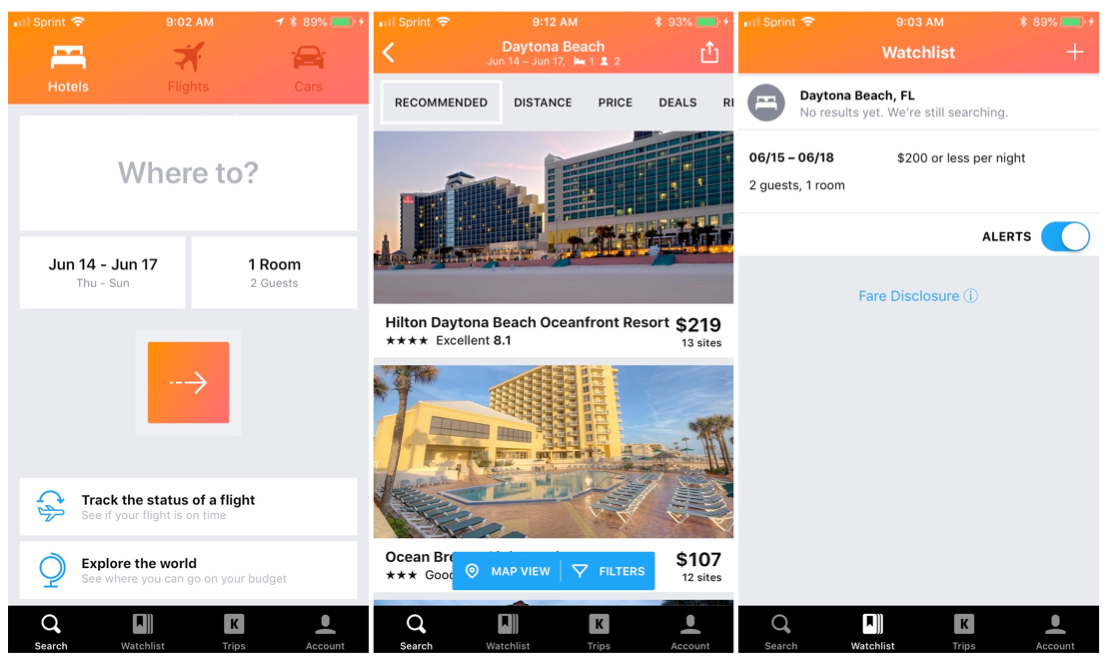 Sprint 9:02 AM 89%
Hotels Flights Cars
Where to?
Jun 14 - Jun 17
Thu - Sun
1 Room
2 Guests
Track the status of a flight
See if your flight is on time
Explore the world
See where you can go on your budget
Search Watchlist Trips Account
Sprint 9:12 AM 93%
Daytona Beach
Jun 14 – Jun 17, 1 2
RECOMMENDED DISTANCE PRICE DEALS
Hilton Daytona Beach Oceanfront Resort $219
★★★★ Excellent 8.1 13 sites
Ocean $107
★★★ 12 sites
MAP VIEW FILTERS
Search Watchlist K Trips Account
Sprint 9:03 AM 89%
Watchlist +
Daytona Beach, FL
No results yet. We're still searching.
06/15 – 06/18 $200 or less per night
2 guests, 1 room
ALERTS
Fare Disclosure
Search Watchlist K Trips Account